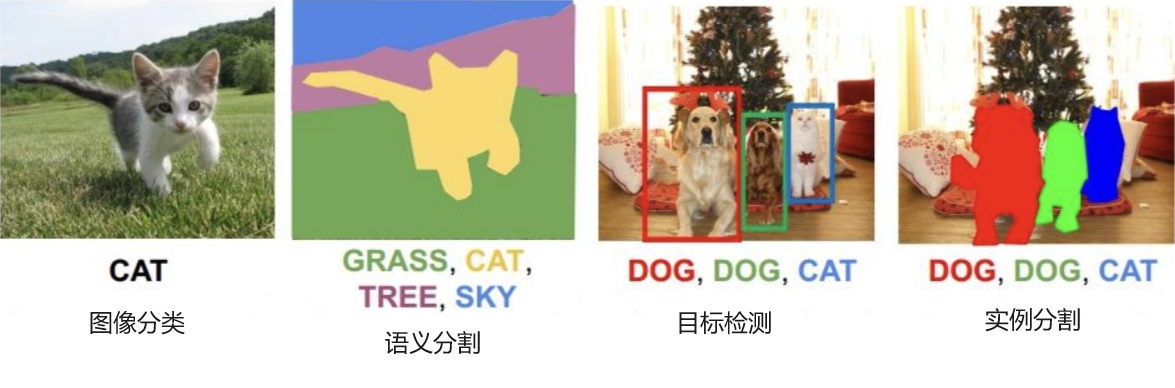 CAT
图像分类
GRASS, CAT,
TREE, SKY
语义分割
DOG, DOG, CAT
目标检测
DOG, DOG, CAT
实例分割